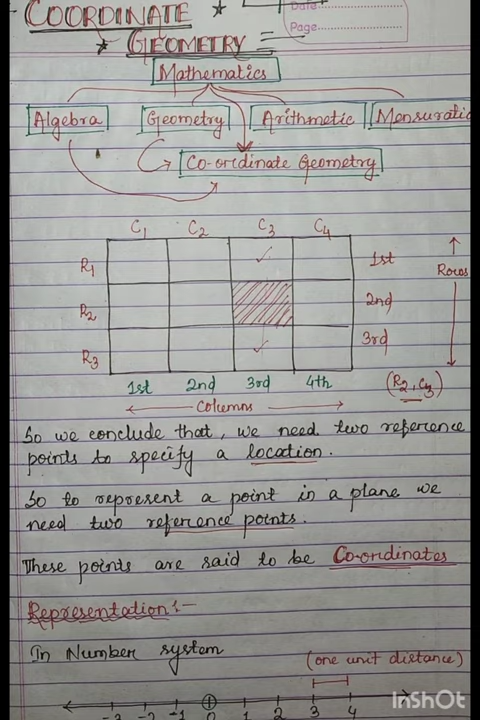 COORDINATE
Date:
Page
GEOMETRY
Mathematics
Algebra Geometry Arithmetic Mensuratio
Co-ordinate Geometry
C1 C2 C3 C4
R1 1st Rows
R2 2nd
R3 3rd
1st 2nd 3rd 4th (R2, C3)
Columns
So we conclude that, we need two reference
points to specify a location.
So to represent a point in a plane we
need two reference points.
These points are said to be Co-ordinates
Representation:-
In Number system
(one unit distance)
-3 -2 -1 0 1 2 3 4
InShOt